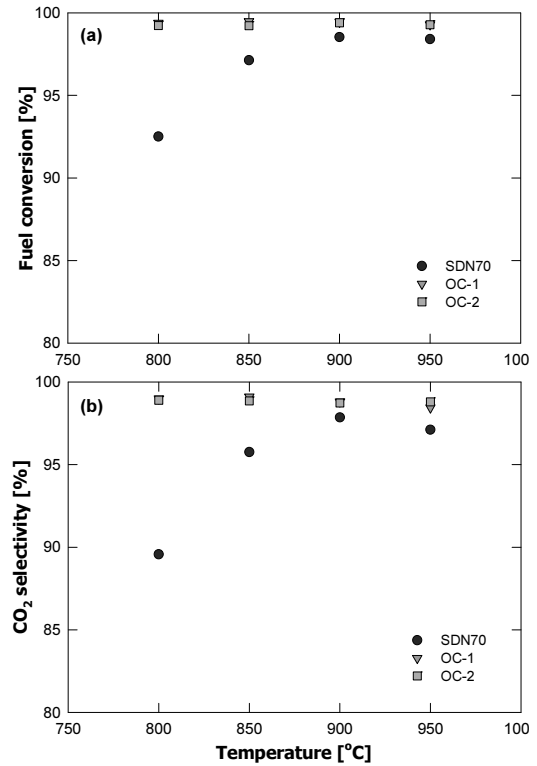 100
(a)
95
90
85
80
Fuel conversion [%]
SDN70
OC-1
OC-2
750 800 850 900 950 100
100
(b)
95
90
85
80
CO2 selectivity [%]
SDN70
OC-1
OC-2
750 800 850 900 950 100
Temperature [oC]